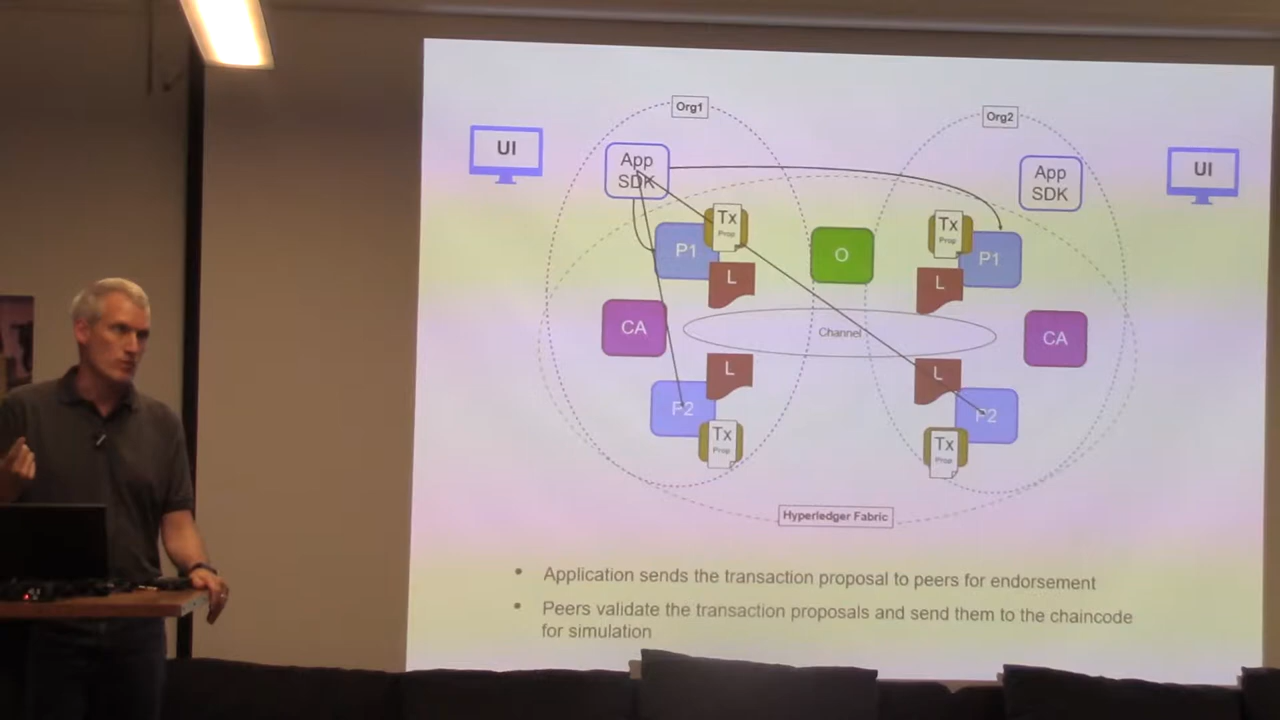 Org1
Org2
UI
App
SDK
App
SDK
UI
Tx
Prop
P1
L
O
Tx
Prop
P1
L
CA
Channel
CA
L
P2
Tx
Prop
L
P2
Tx
Prop
Hyperledger Fabric
• Application sends the transaction proposal to peers for endorsement
• Peers validate the transaction proposals and send them to the chaincode
for simulation